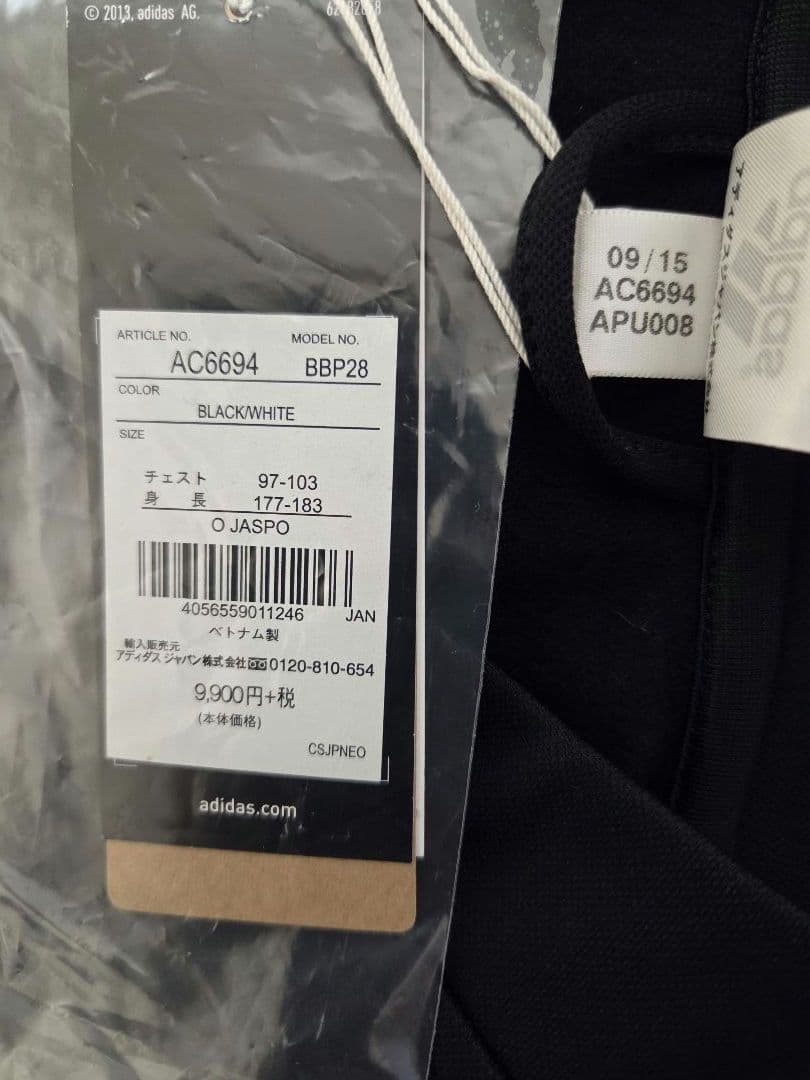 © 2013, adidas AG.
ARTICLE NO.
MODEL NO.
AC6694
BBP28
COLOR
BLACK/WHITE
SIZE
チェスト 97-103
身 長 177-183
O JASPO
4056559011246 JAN
ベトナム製
輸入販売元
アディダス ジャパン株式会社 0120-810-654
9,900円+税
(本体価格)
CSJPNEO
adidas.com
09/15
AC6694
APU008
adidas